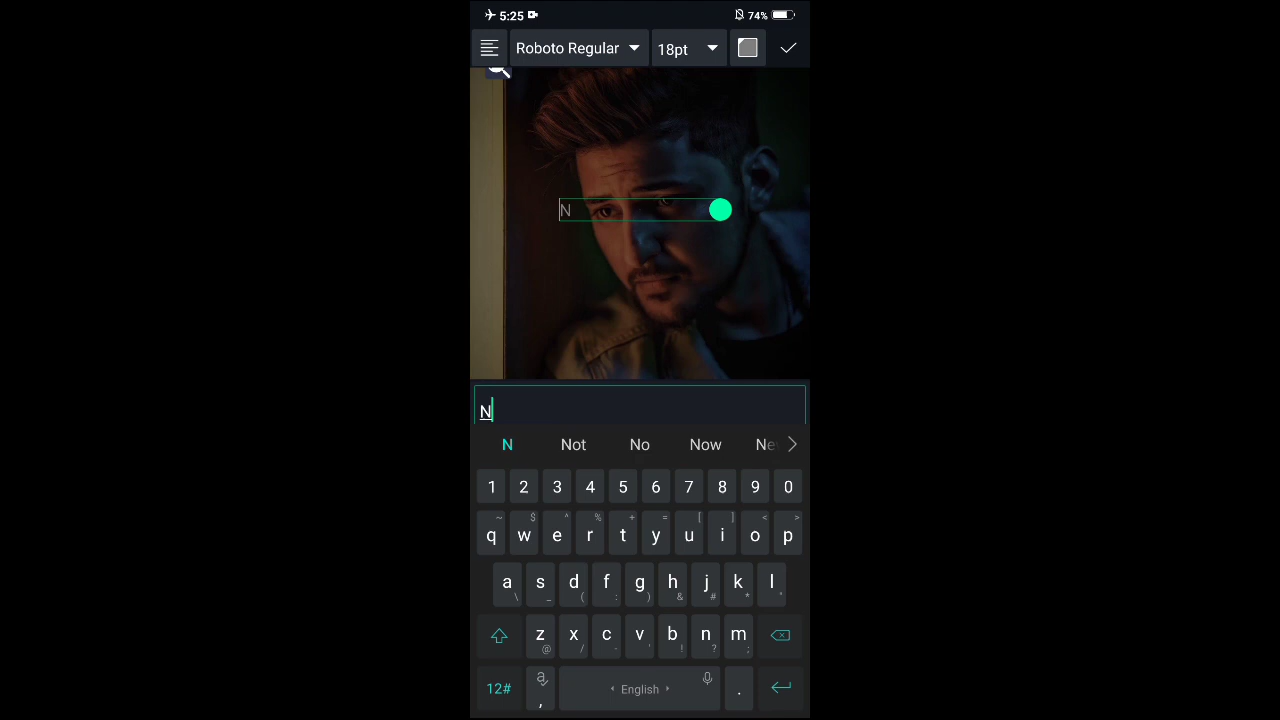 5:25 74%
Roboto Regular 18pt
N
N
N Not No Now
1 2 3 4 5 6 7 8 9 0
~ $ ^ % + = [ ] < >
q w e r t y u i o p
a s d f g h j k l
\ _ ( : ) & # * '
z x c v b n m
@ / - ' ! ? ;
12# a , English .